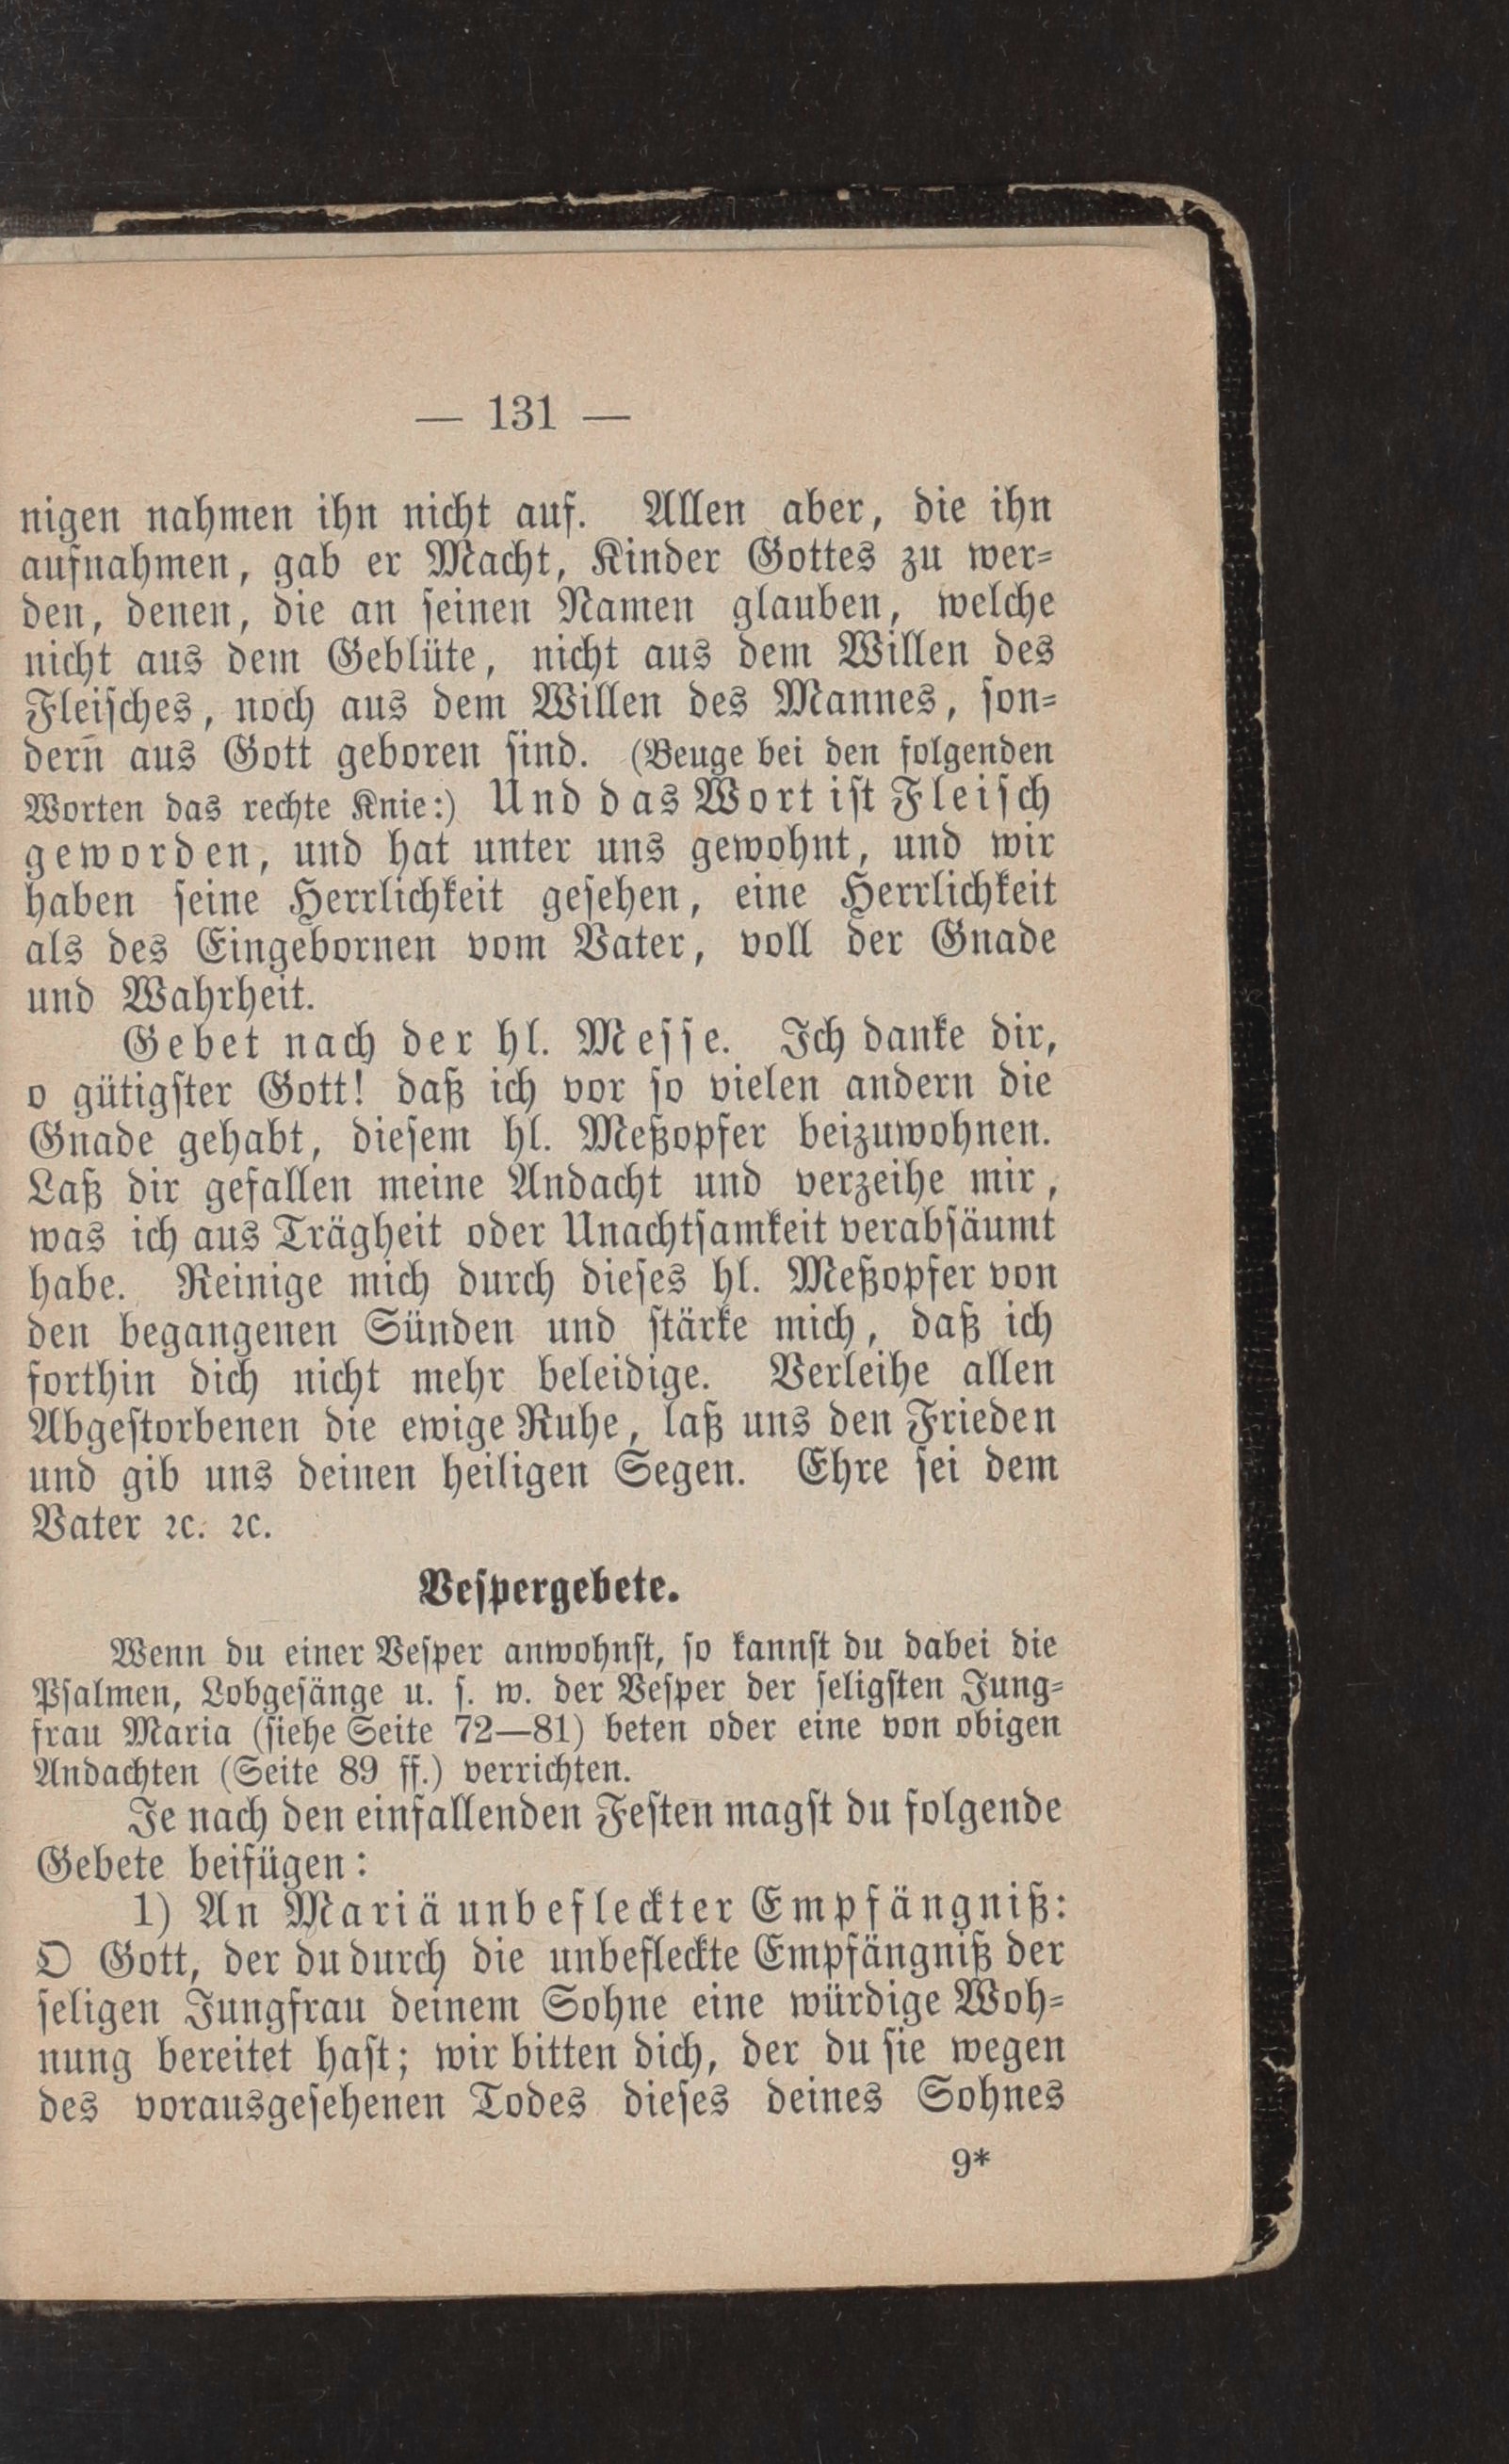 — 131 —
nigen nahmen ihn nicht auf. Allen aber, die ihn
aufnahmen, gab er Macht, Kinder Gottes zu wer=
den, denen, die an seinen Namen glauben, welche
nicht aus dem Geblüte, nicht aus dem Willen des
Fleisches, noch aus dem Willen des Mannes, son=
dern aus Gott geboren sind. (Beuge bei den folgenden
Worten das rechte Knie:) Und das Wort ist Fleisch
geworden, und hat unter uns gewohnt, und wir
haben seine Herrlichkeit gesehen, eine Herrlichkeit
als des Eingebornen vom Vater, voll der Gnade
und Wahrheit.
Gebet nach der hl. Messe. Ich danke dir,
o gütigster Gott! daß ich vor so vielen andern die
Gnade gehabt, diesem hl. Meßopfer beizuwohnen.
Laß dir gefallen meine Andacht und verzeihe mir,
was ich aus Trägheit oder Unachtsamkeit verabsäumt
habe. Reinige mich durch dieses hl. Meßopfer von
den begangenen Sünden und stärke mich, daß ich
forthin dich nicht mehr beleidige. Verleihe allen
Abgestorbenen die ewige Ruhe, laß uns den Frieden
und gib uns deinen heiligen Segen. Ehre sei dem
Vater ꝛc. ꝛc.
Vespergebete.
Wenn du einer Vesper anwohnst, so kannst du dabei die
Psalmen, Lobgesänge u. s. w. der Vesper der seligsten Jung=
frau Maria (siehe Seite 72—81) beten oder eine von obigen
Andachten (Seite 89 ff.) verrichten.
Je nach den einfallenden Festen magst du folgende
Gebete beifügen:
1) An Mariä unbefleckter Empfängniß:
O Gott, der du durch die unbefleckte Empfängniß der
seligen Jungfrau deinem Sohne eine würdige Woh=
nung bereitet hast; wir bitten dich, der du sie wegen
des vorausgesehenen Todes dieses deines Sohnes
9*